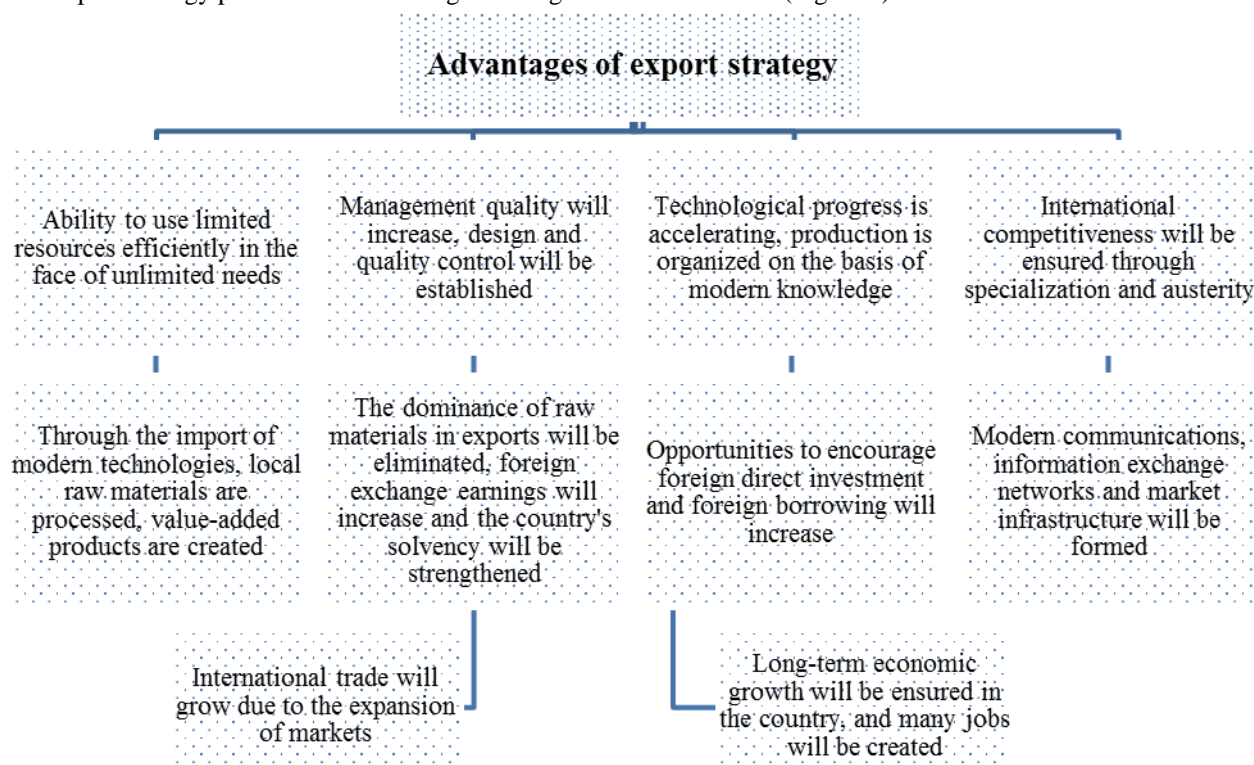 Advantages of export strategy
Ability to use limited
resources efficiently in the
face of unlimited needs
Management quality will
increase, design and
quality control will be
established
Technological progress is
accelerating, production is
organized on the basis of
modern knowledge
International
competitiveness will be
ensured through
specialization and austerity
Through the import of
modern technologies, local
raw materials are
processed, value-added
products are created
The dominance of raw
materials in exports will be
eliminated, foreign
exchange earnings will
increase and the country's
solvency will be
strengthened
Opportunities to encourage
foreign direct investment
and foreign borrowing will
increase
Modern communications,
information exchange
networks and market
infrastructure will be
formed
International trade will
grow due to the expansion
of markets
Long-term economic
growth will be ensured in
the country, and many jobs
will be created